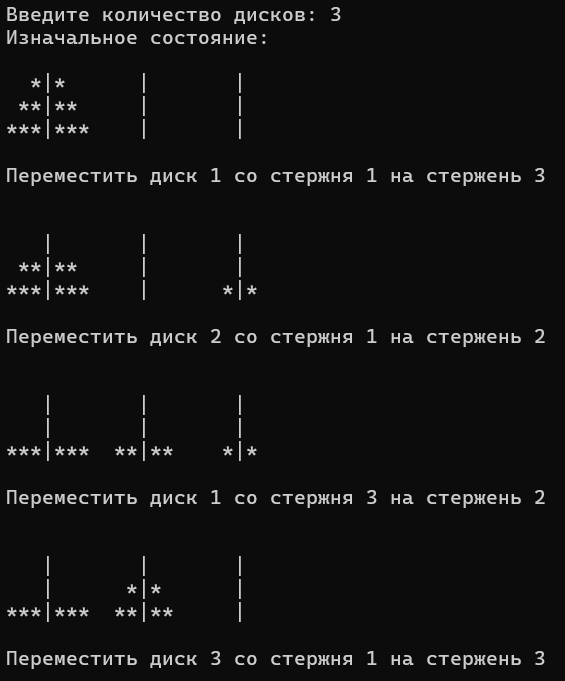 Введите количество дисков: 3
Изначальное состояние:
  *|*      |       |
 **|**     |       |
***|***    |       |
Переместить диск 1 со стержня 1 на стержень 3
   |       |       |
 **|**     |       |
***|***    |      *|*
Переместить диск 2 со стержня 1 на стержень 2
   |       |       |
   |       |       |
***|***  **|**    *|*
Переместить диск 1 со стержня 3 на стержень 2
   |       |       |
   |      *|*      |
***|***  **|**     |
Переместить диск 3 со стержня 1 на стержень 3